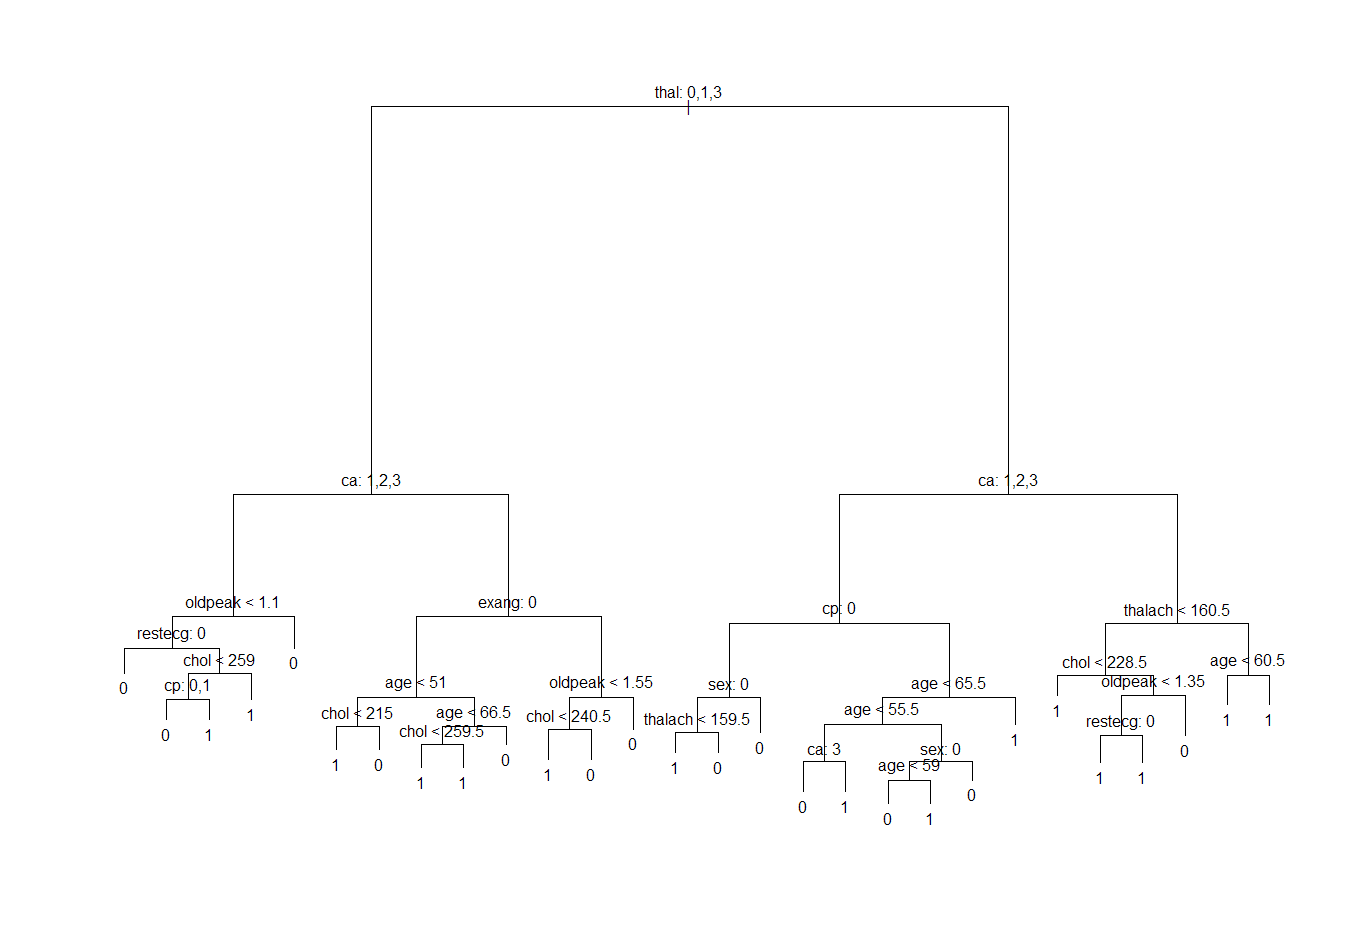 thal: 0,1,3
ca: 1,2,3
ca: 1,2,3
oldpeak < 1.1
exang: 0
cp: 0
thalach < 160.5
restecg: 0
0
chol < 259
cp: 0,1
0
1
1
0
age < 51
chol < 215
1
0
age < 66.5
chol < 259.5
1
1
0
oldpeak < 1.55
chol < 240.5
1
0
0
sex: 0
thalach < 159.5
1
0
0
age < 65.5
age < 55.5
ca: 3
0
1
sex: 0
age < 59
0
1
0
1
chol < 228.5
1
oldpeak < 1.35
restecg: 0
1
1
0
age < 60.5
1
1